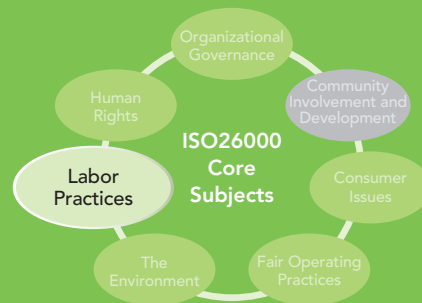 Organizational
Governance
Community
Involvement and
Development
Human
Rights
ISO26000
Core
Subjects
Consumer
Issues
Labor
Practices
The
Environment
Fair Operating
Practices